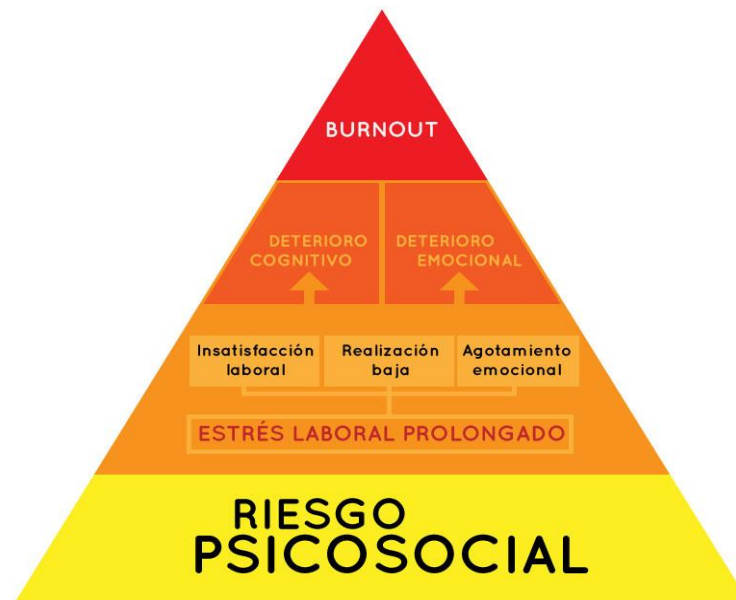 BURNOUT
DETERIORO
COGNITIVO
DETERIORO
EMOCIONAL
Insatisfacción
laboral
Realización
baja
Agotamiento
emocional
ESTRÉS LABORAL PROLONGADO
RIESGO
PSICOSOCIAL